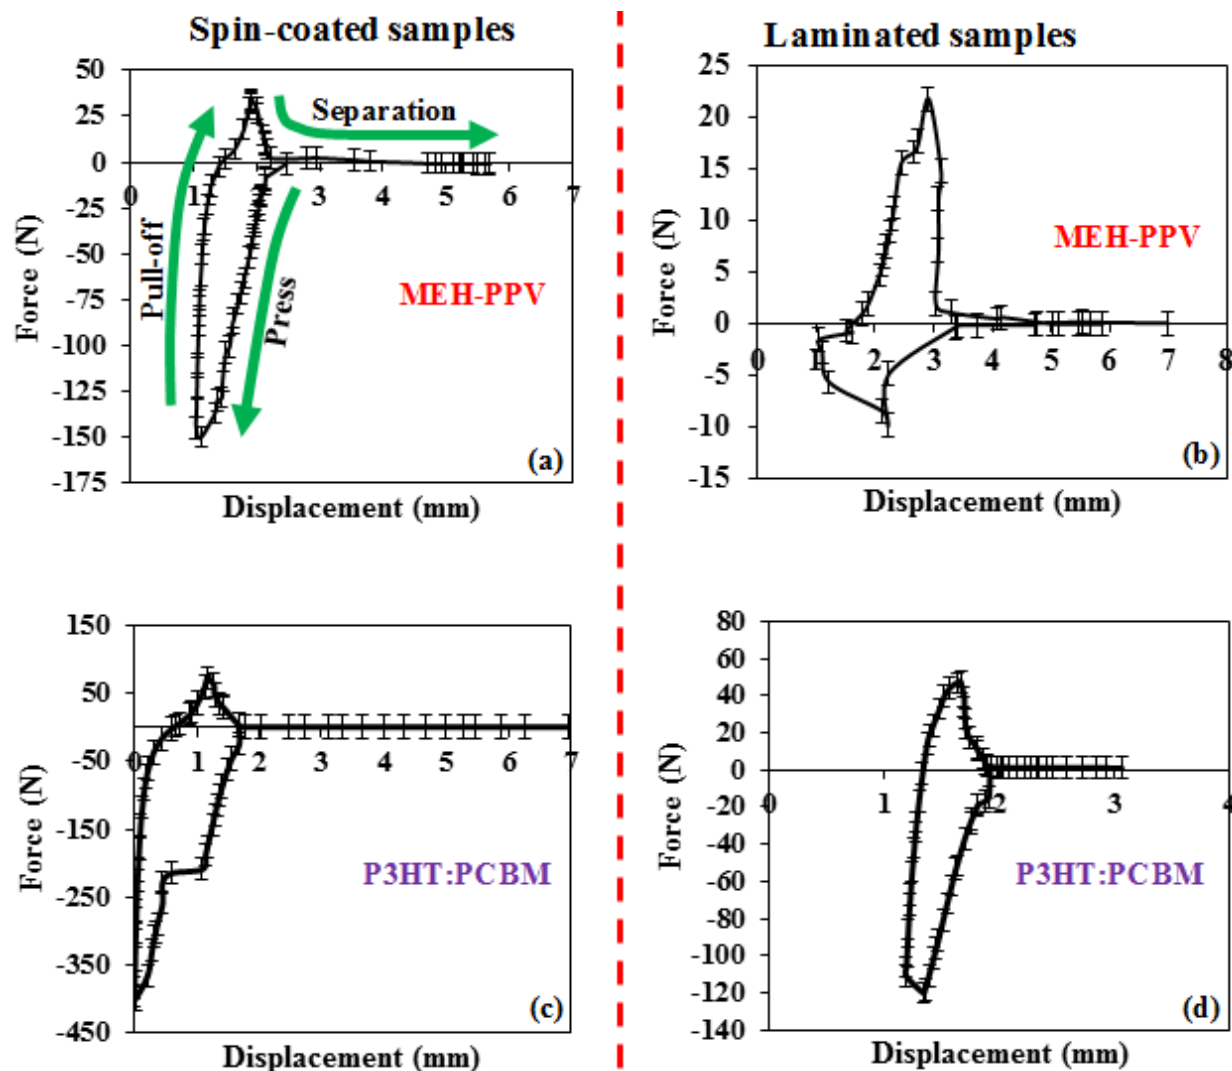 Spin-coated samples
Laminated samples
50
25
0
-25
-50
-75
-100
-125
-150
-175
0 1 2 3 4 5 6 7
Force (N)
Displacement (mm)
Pull-off
Separation
Press
MEH-PPV
(a)
25
20
15
10
5
0
-5
-10
-15
0 1 2 3 4 5 6 7 8
Force (N)
Displacement (mm)
MEH-PPV
(b)
150
50
-50
-150
-250
-350
-450
0 1 2 3 4 5 6 7
Force (N)
Displacement (mm)
P3HT:PCBM
(c)
80
60
40
20
0
-20
-40
-60
-80
-100
-120
-140
0 1 2 3 4
Force (N)
Displacement (mm)
P3HT:PCBM
(d)